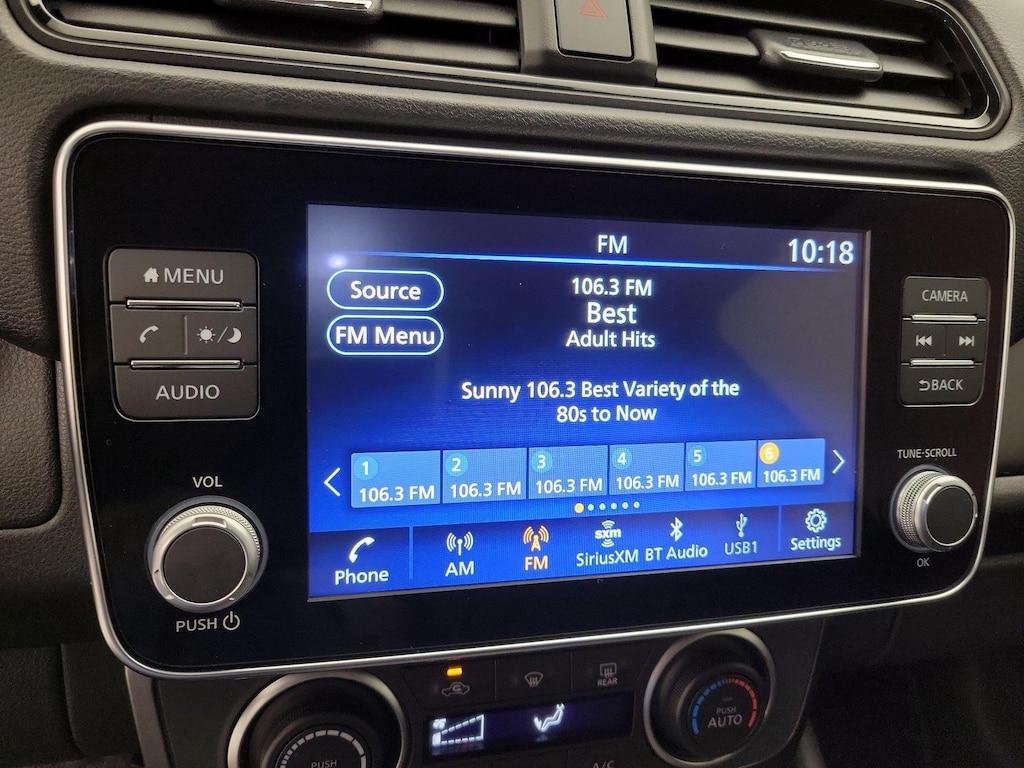 FM
10:18
Source
FM Menu
106.3 FM
Best
Adult Hits
Sunny 106.3 Best Variety of the
80s to Now
1
106.3 FM
2
106.3 FM
3
106.3 FM
4
106.3 FM
5
106.3 FM
6
106.3 FM
Phone
AM
FM
sxm
SiriusXM
BT Audio
USB1
Settings
MENU
AUDIO
VOL
PUSH
CAMERA
BACK
TUNE-SCROLL
OK
REAR
PUSH
AUTO
PUSH
A/C